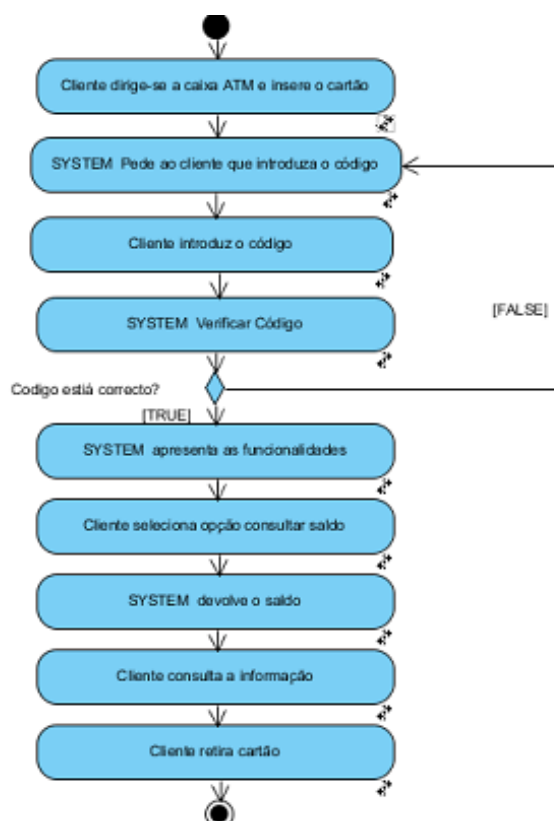 Cliente dirige-se a caixa ATM e insere o cartão
SYSTEM Pede ao cliente que introduza o código
Cliente introduz o código
SYSTEM Verificar Código
[FALSE]
Codigo estiá correcto?
[TRUE]
SYSTEM apresenta as funcionalidades
Cliente seleciona opção consultar saldo
SYSTEM devolve o saldo
Cliente consulta a informação
Cliente retira cartão